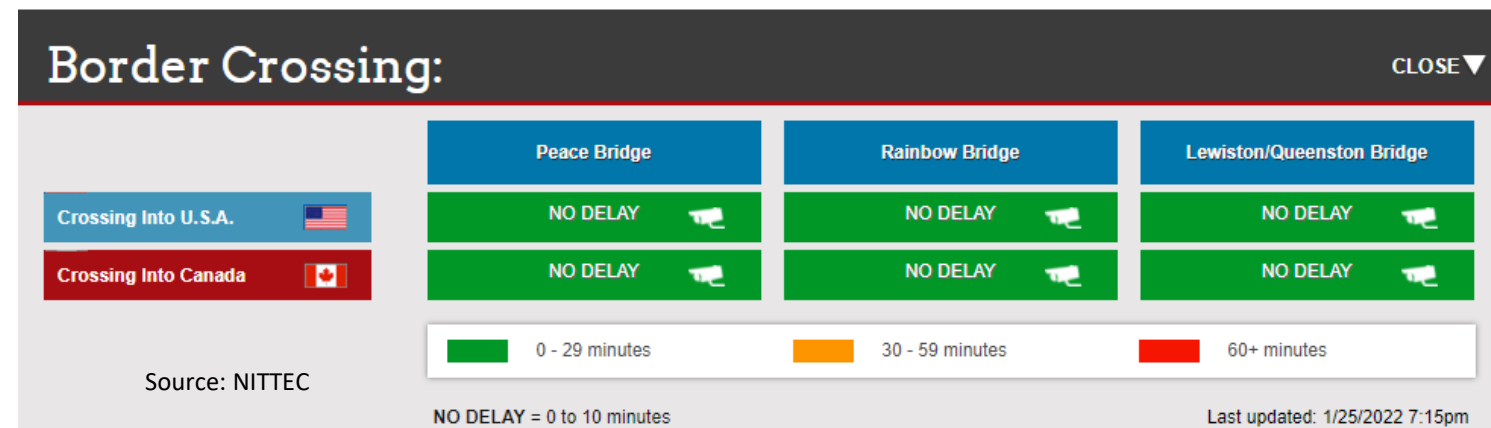 Border Crossing:
CLOSE▼
Peace Bridge Rainbow Bridge Lewiston/Queenston Bridge
Crossing Into U.S.A. NO DELAY NO DELAY NO DELAY
Crossing Into Canada NO DELAY NO DELAY NO DELAY
0 - 29 minutes 30 - 59 minutes 60+ minutes
Source: NITTEC
NO DELAY = 0 to 10 minutes Last updated: 1/25/2022 7:15pm